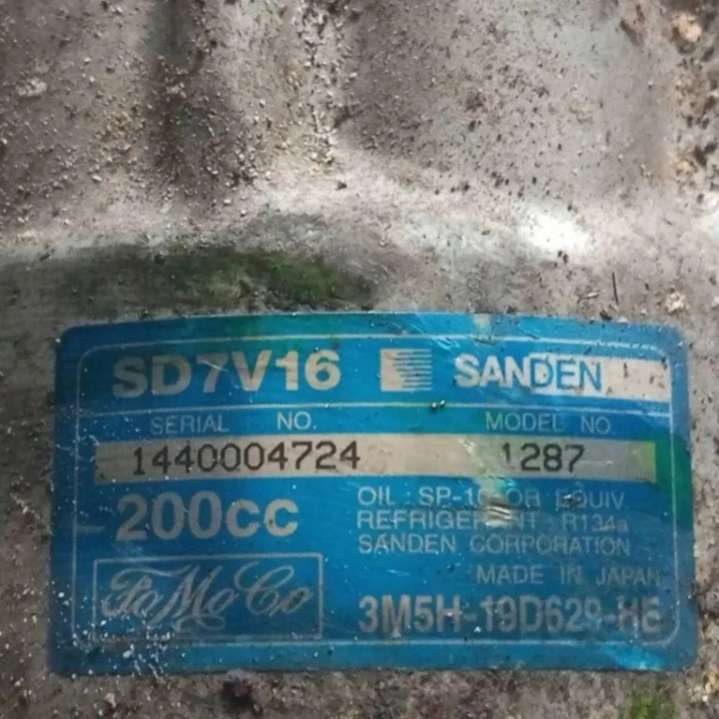 SD7V16 SANDEN
SERIAL NO. MODEL NO.
1440004724 1287
200cc
OIL : SP-10 OR EQUIV
REFRIGERENT : R134a
SANDEN CORPORATION
MADE IN JAPAN
FoMoCo
3M5H-19D629-HE